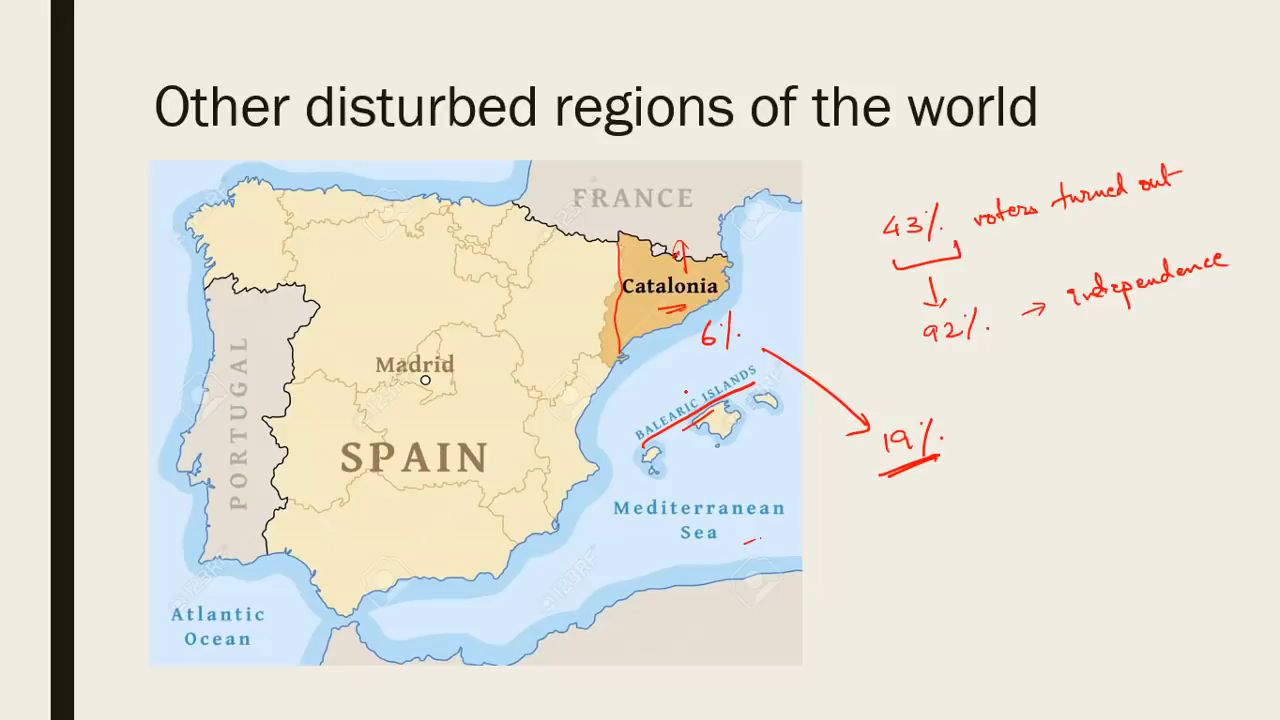 Other disturbed regions of the world
FRANCE
43% voters turned out
Catalonia
92% → independence
6%
Madrid
PORTUGAL
BALEARIC ISLANDS
SPAIN
19%
Mediterranean
Sea
Atlantic
Ocean
123RF